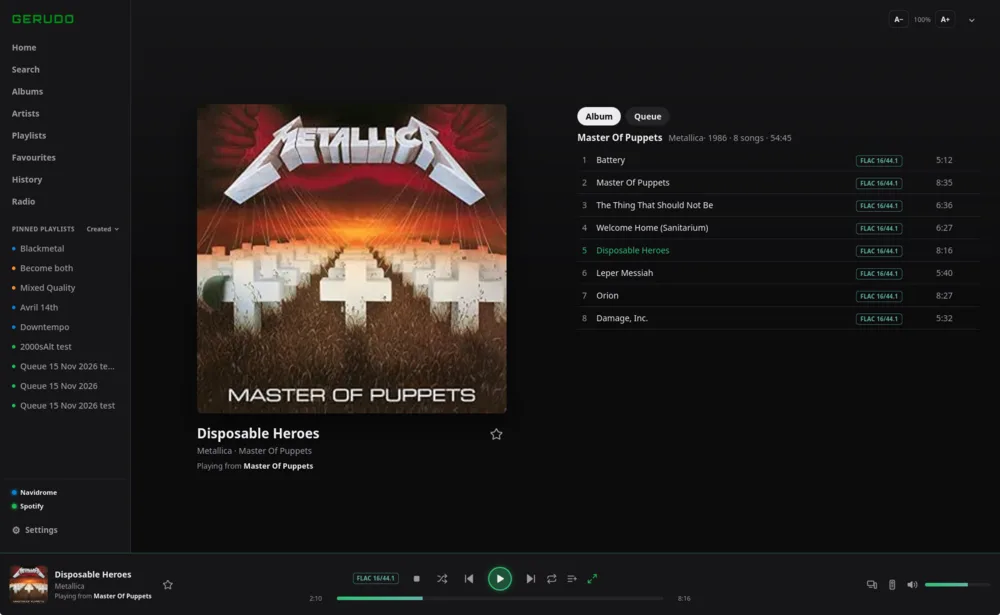 GERUDO
Home
Search
Albums
Artists
Playlists
Favourites
History
Radio
PINNED PLAYLISTS Created
Blackmetal
Become both
Mixed Quality
Avril 14th
Downtempo
2000sAlt test
Queue 15 Nov 2026 te...
Queue 15 Nov 2026
Queue 15 Nov 2026 test
Navidrome
Spotify
Settings
A− 100% A+
METALLICA
MASTER OF PUPPETS
Disposable Heroes
Metallica · Master Of Puppets
Playing from Master Of Puppets
Album Queue
Master Of Puppets Metallica· 1986 · 8 songs · 54:45
1 Battery FLAC 16/44.1 5:12
2 Master Of Puppets FLAC 16/44.1 8:35
3 The Thing That Should Not Be FLAC 16/44.1 6:36
4 Welcome Home (Sanitarium) FLAC 16/44.1 6:27
5 Disposable Heroes FLAC 16/44.1 8:16
6 Leper Messiah FLAC 16/44.1 5:40
7 Orion FLAC 16/44.1 8:27
8 Damage, Inc. FLAC 16/44.1 5:32
METALLICA
Disposable Heroes
Metallica
Playing from Master Of Puppets
FLAC 16/44.1
2:10 8:16